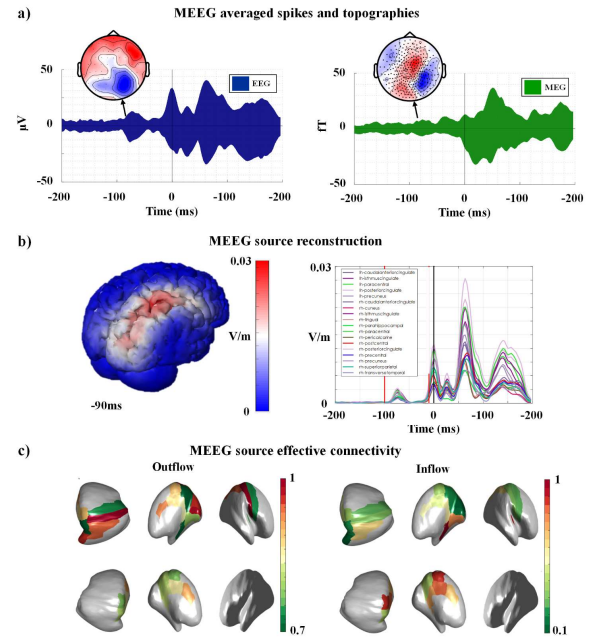 a)
MEEG averaged spikes and topographies
50
0
-50
μV
EEG
-200
-100
0
-100
-200
Time (ms)
50
0
-50
fT
MEG
-200
-100
0
-100
-200
Time (ms)
b)
MEEG source reconstruction
0.03
V/m
0
-90ms
0.03
V/m
0
lh-caudalanteriorcingulate
lh-isthmuscingulate
lh-paracentral
lh-posteriorcingulate
lh-precuneus
rh-caudalanteriorcingulate
rh-cuneus
rh-isthmuscingulate
rh-lingual
rh-parahippocampal
rh-paracentral
rh-pericalcarine
rh-postcentral
rh-posteriorcingulate
rh-precentral
rh-precuneus
rh-superiorparietal
rh-transversetemporal
-200
-100
0
-100
-200
Time (ms)
c)
MEEG source effective connectivity
Outflow
1
0.7
Inflow
1
0.1